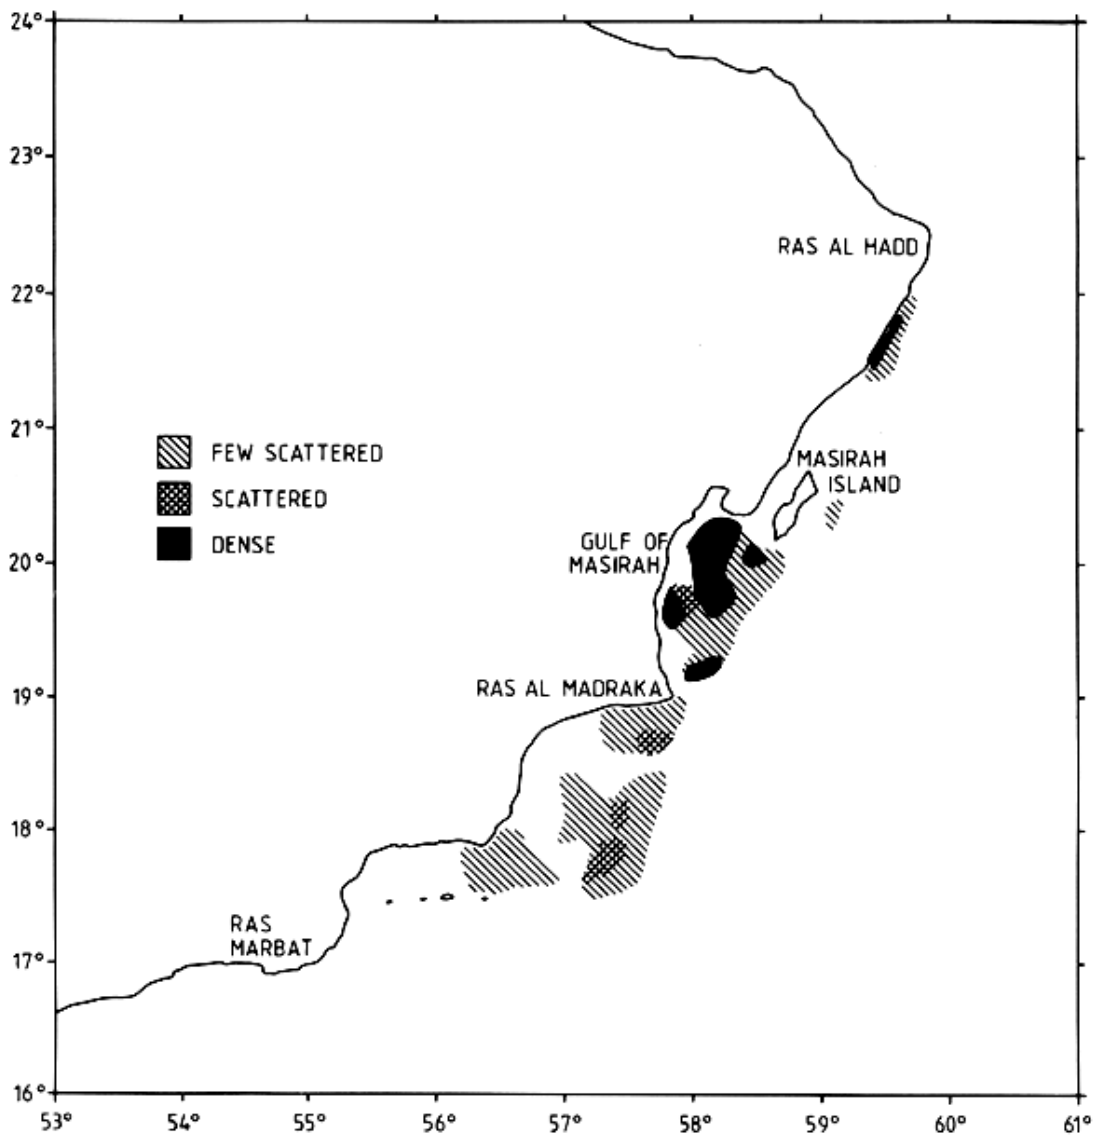 24°
23°
RAS AL HADD
22°
21°
FEW SCATTERED
SCATTERED
DENSE
MASIRAH
ISLAND
GULF OF
MASIRAH
20°
RAS AL MADRAKA
19°
18°
RAS
MARBAT
17°
16°
53° 54° 55° 56° 57° 58° 59° 60° 61°